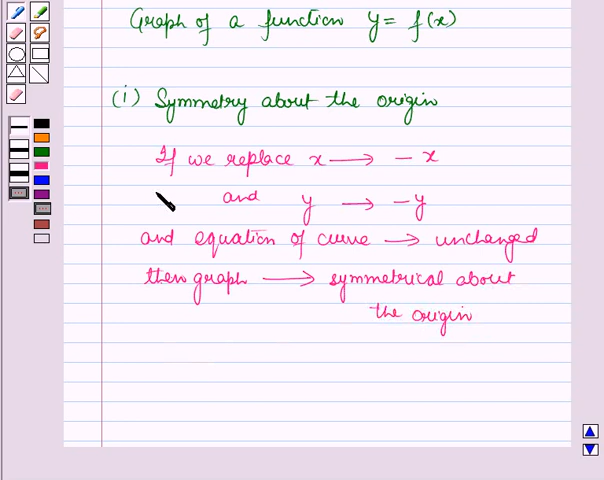 Graph of a function y = f(x)
(i) Symmetry about the origin
If we replace x ⟶ - x
and y ⟶ -y
and equation of curve ⟶ unchanged
then graph ⟶ symmetrical about
the origin